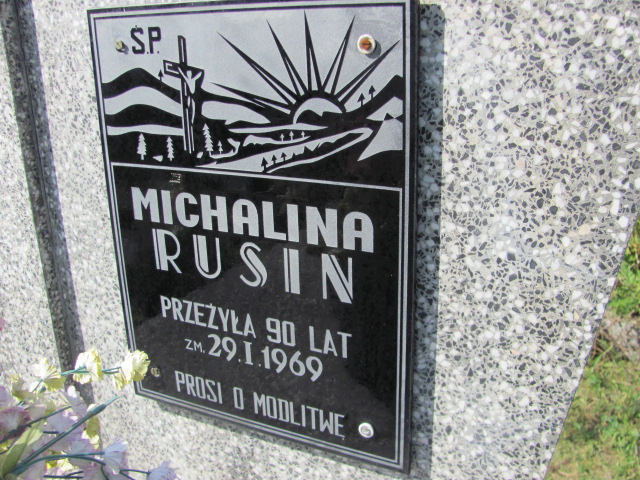 Ś.P.
MICHALINA
RUSIN
PRZEŻYŁA 90 LAT
ZM. 29.I.1969
PROSI O MODLITWĘ